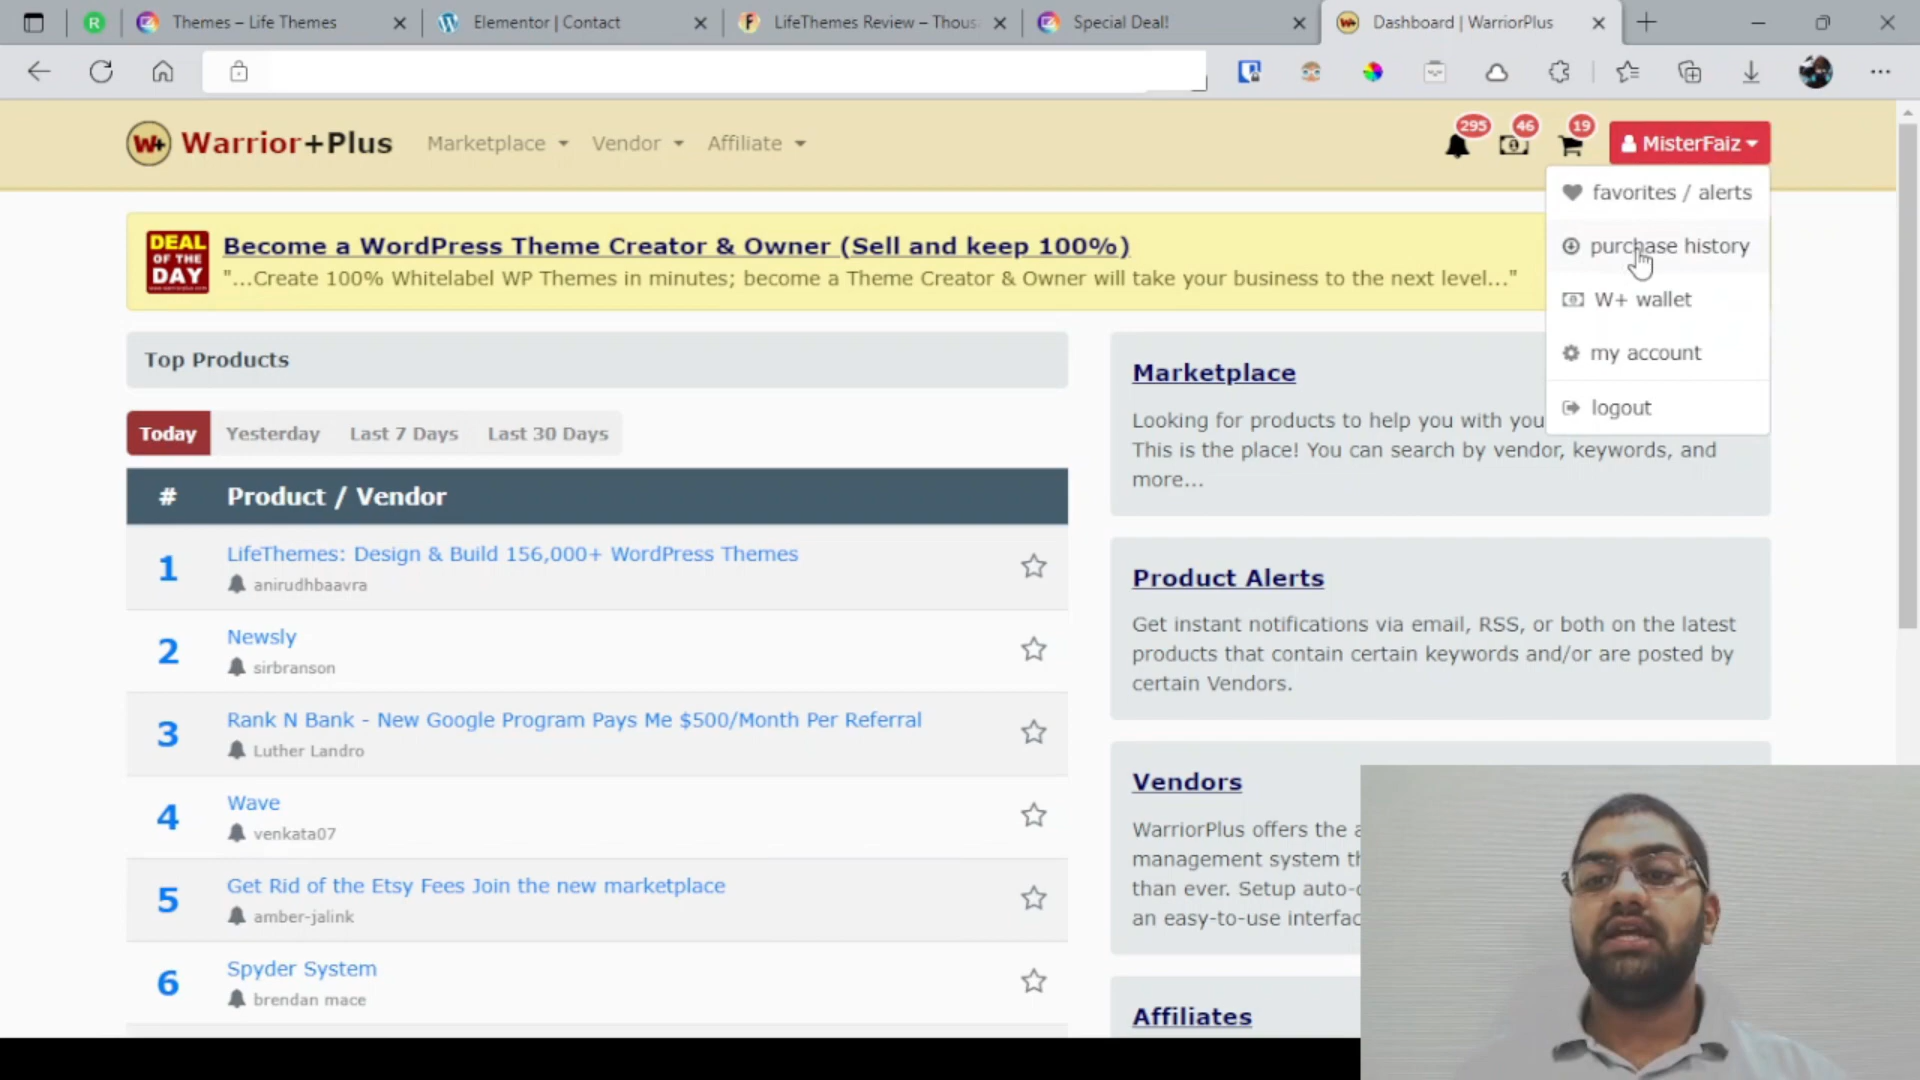 Themes – Life Themes
Elementor | Contact
LifeThemes Review – Thous
Special Deal!
Dashboard | WarriorPlus
W+ Warrior+Plus
Marketplace
Vendor
Affiliate
295
46
19
MisterFaiz
favorites / alerts
purchase history
W+ wallet
my account
logout
DEAL
OF THE
DAY
Become a WordPress Theme Creator & Owner (Sell and keep 100%)
"...Create 100% Whitelabel WP Themes in minutes; become a Theme Creator & Owner will take your business to the next level..."
Top Products
Today
Yesterday
Last 7 Days
Last 30 Days
# Product / Vendor
1 LifeThemes: Design & Build 156,000+ WordPress Themes
anirudhbaavra
2 Newsly
sirbranson
3 Rank N Bank - New Google Program Pays Me $500/Month Per Referral
Luther Landro
4 Wave
venkata07
5 Get Rid of the Etsy Fees Join the new marketplace
amber-jalink
6 Spyder System
brendan mace
Marketplace
Looking for products to help you with you
This is the place! You can search by vendor, keywords, and
more...
Product Alerts
Get instant notifications via email, RSS, or both on the latest
products that contain certain keywords and/or are posted by
certain Vendors.
Vendors
WarriorPlus offers the a
management system th
than ever. Setup auto-
an easy-to-use interfac
Affiliates